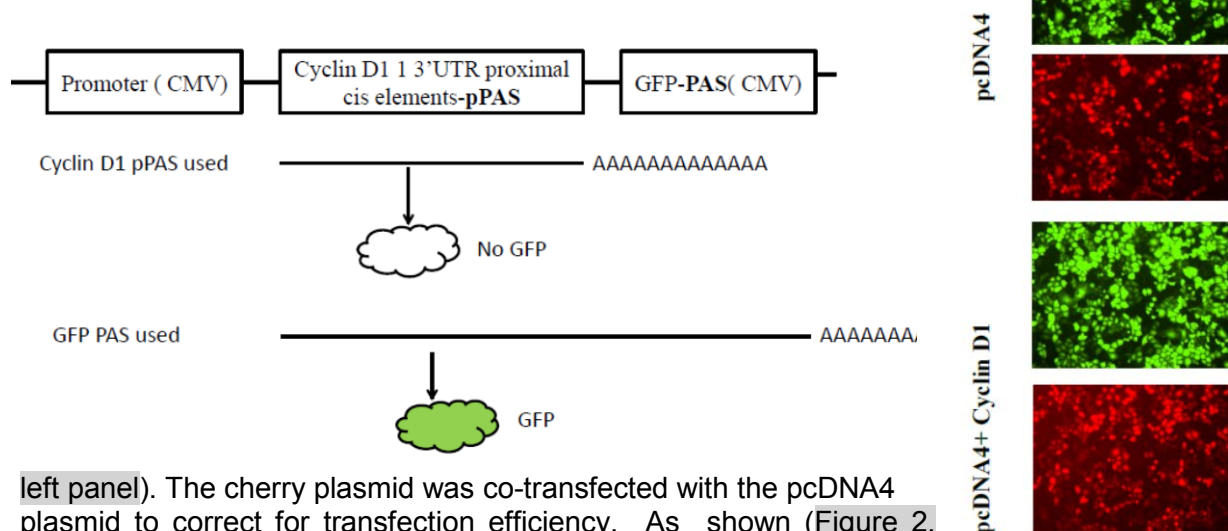 Promoter ( CMV)
Cyclin D1 1 3'UTR proximal
cis elements-pPAS
GFP-PAS( CMV)
Cyclin D1 pPAS used
AAAAAAAAAAAAA
No GFP
GFP PAS used
AAAAAAA
GFP
pcDNA4
pcDNA4+ Cyclin D1
left panel). The cherry plasmid was co-transfected with the pcDNA4
plasmid to correct for transfection efficiency. As shown (Figure 2,